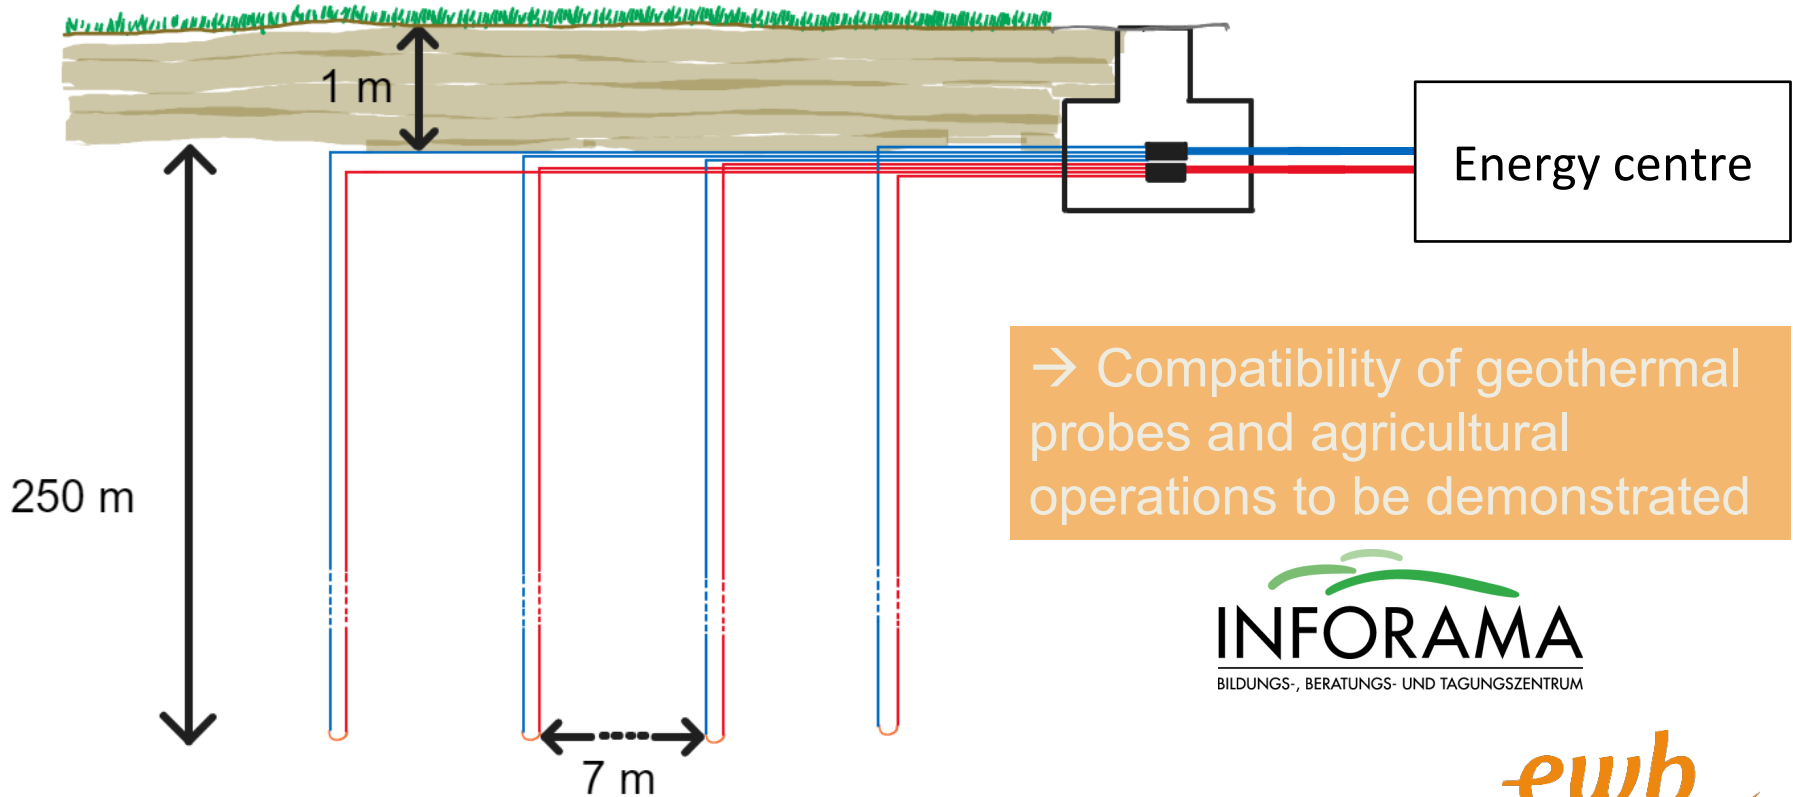 1 m
Energy centre
→ Compatibility of geothermal
probes and agricultural
operations to be demonstrated
250 m
INFORAMA
BILDUNGS-, BERATUNGS- UND TAGUNGSZENTRUM
7 m
ewb